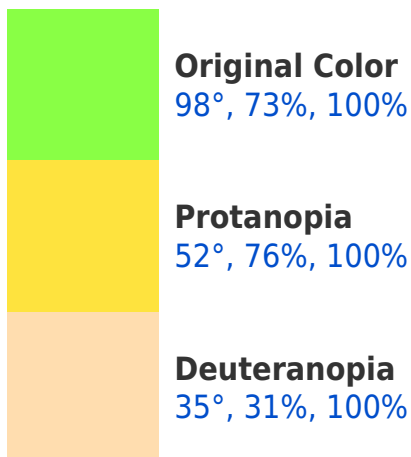 Original Color
98°, 73%, 100%
Protanopia
52°, 76%, 100%
Deuteranopia
35°, 31%, 100%